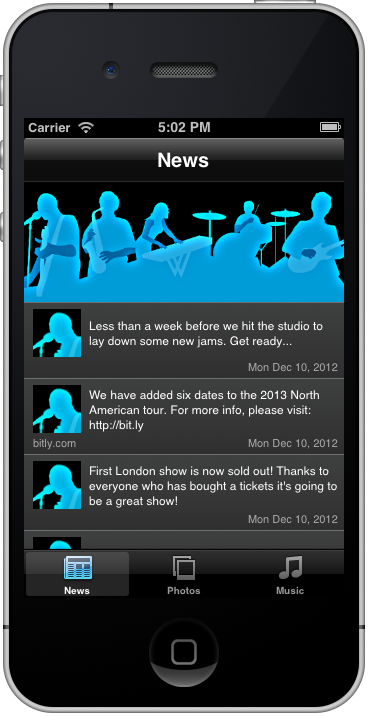 Carrier 5:02 PM
News
Less than a week before we hit the studio to
lay down some new jams. Get ready...
Mon Dec 10, 2012
We have added six dates to the 2013 North
American tour. For more info, please visit:
http://bit.ly
bitly.com Mon Dec 10, 2012
First London show is now sold out! Thanks to
everyone who has bought a tickets it's going to
be a great show!
Mon Dec 10, 2012
News Photos Music